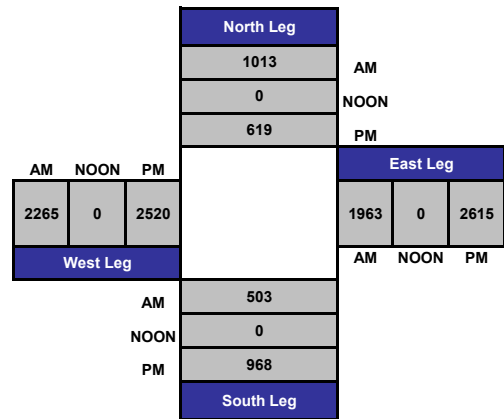 North Leg
1013 AM
0 NOON
619 PM
East Leg
AM NOON PM
2265 0 2520
1963 0 2615
West Leg
AM NOON PM
AM 503
NOON 0
PM 968
South Leg